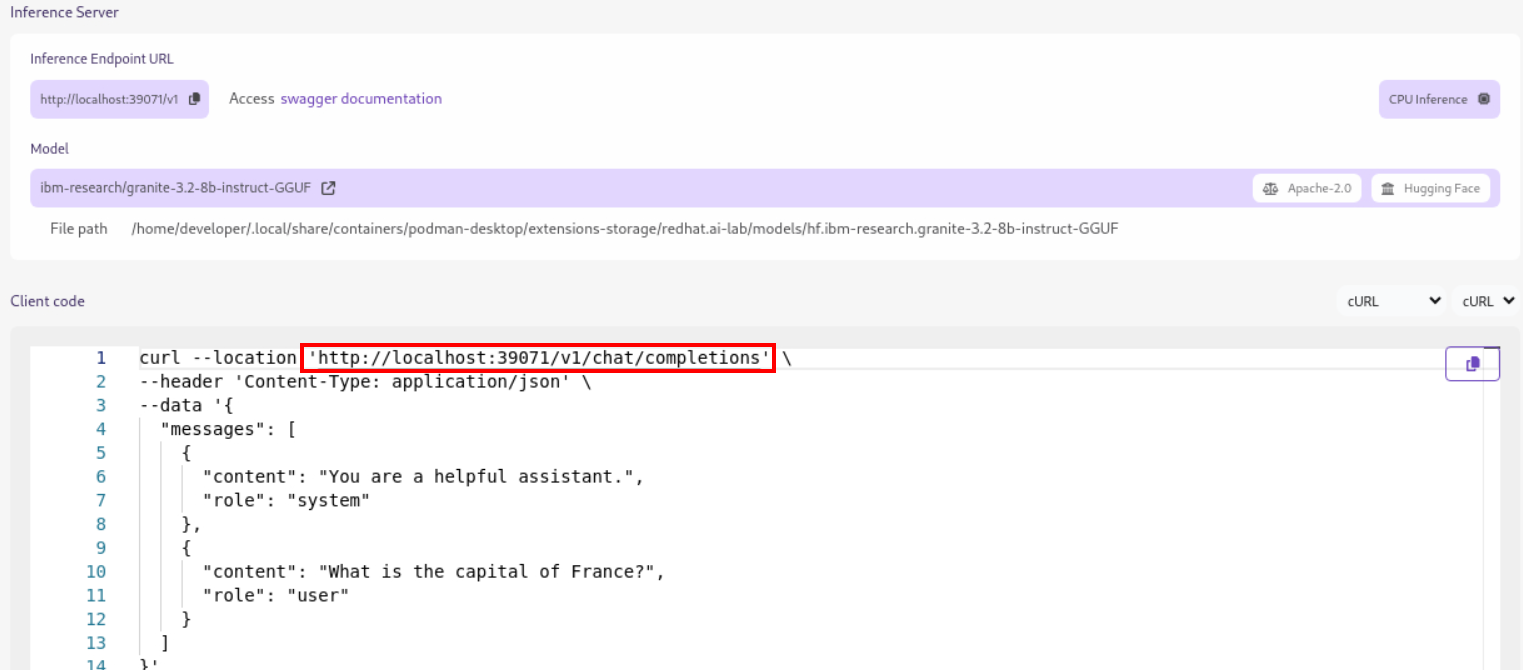 Inference Server
Inference Endpoint URL
http://localhost:39071/v1 Access swagger documentation CPU Inference
Model
ibm-research/granite-3.2-8b-instruct-GGUF Apache-2.0 Hugging Face
File path /home/developer/.local/share/containers/podman-desktop/extensions-storage/redhat.ai-lab/models/hf.ibm-research.granite-3.2-8b-instruct-GGUF
Client code cURL cURL
1 curl --location 'http://localhost:39071/v1/chat/completions' \
2 --header 'Content-Type: application/json' \
3 --data '{
4 "messages": [
5 {
6 "content": "You are a helpful assistant.",
7 "role": "system"
8 },
9 {
10 "content": "What is the capital of France?",
11 "role": "user"
12 }
13 ]
14 }'